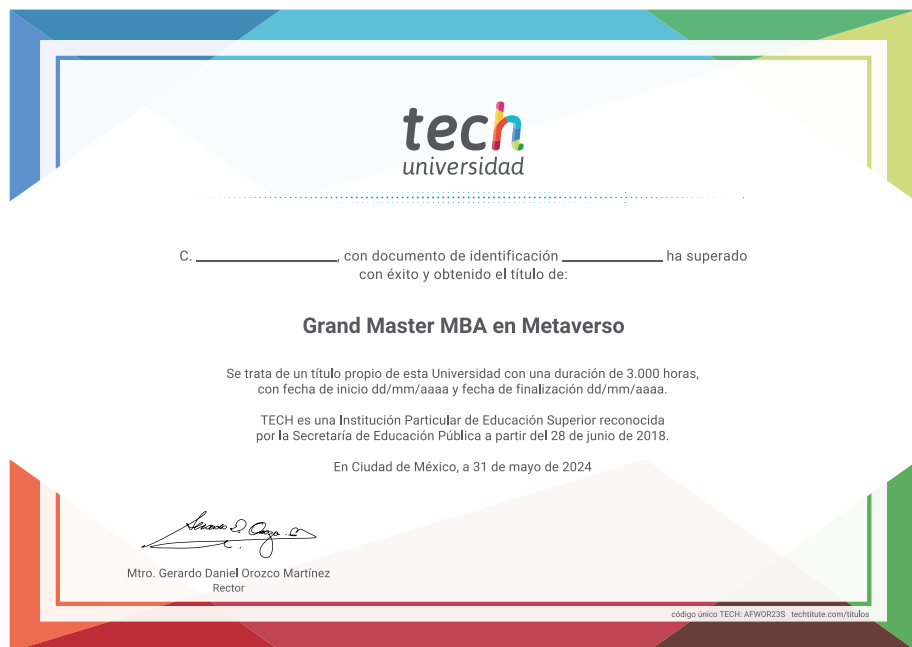 tech
universidad
C. ________________, con documento de identificación ____________ ha superado
con éxito y obtenido el título de:
Grand Master MBA en Metaverso
Se trata de un título propio de esta Universidad con una duración de 3.000 horas,
con fecha de inicio dd/mm/aaaa y fecha de finalización dd/mm/aaaa.
TECH es una Institución Particular de Educación Superior reconocida
por la Secretaría de Educación Pública a partir del 28 de junio de 2018.
En Ciudad de México, a 31 de mayo de 2024
Mtro. Gerardo Daniel Orozco Martínez
Rector
código único TECH: AFWOR23S techtitute.com/titulos